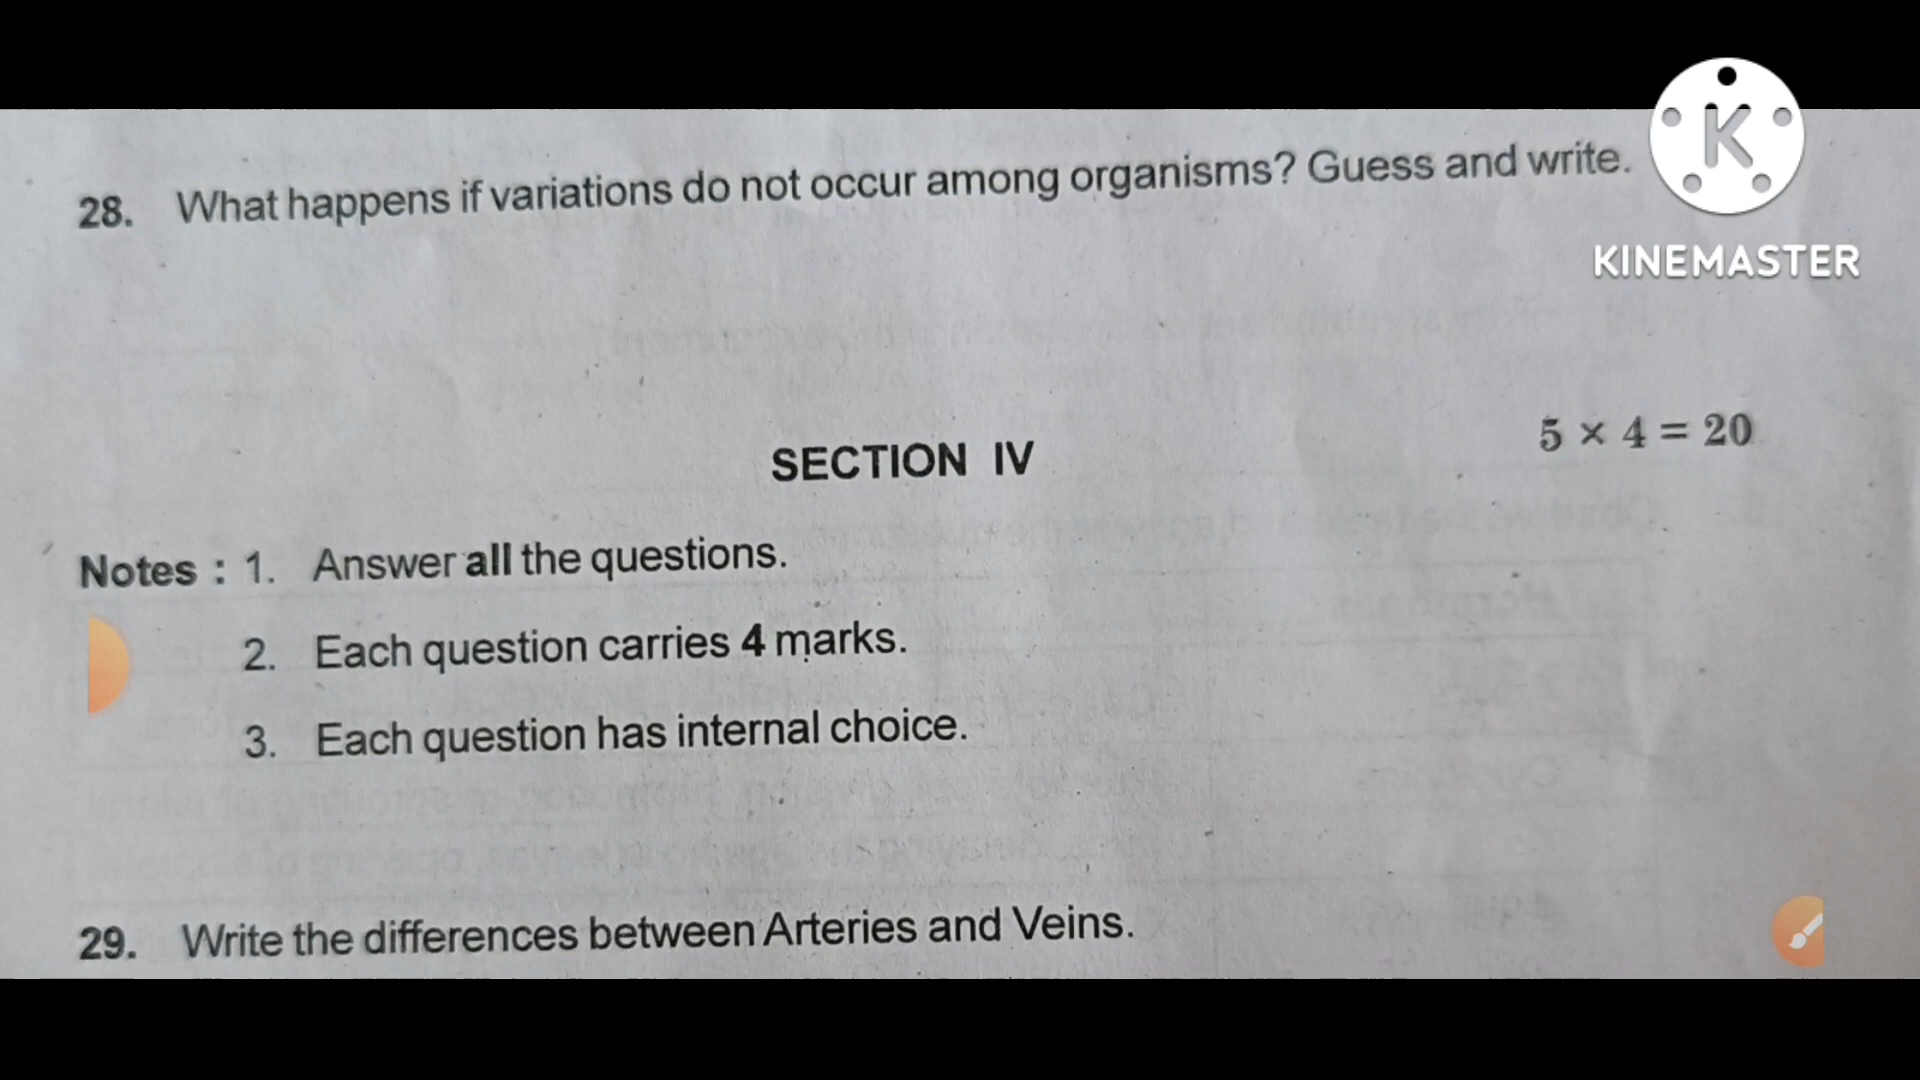 28. What happens if variations do not occur among organisms? Guess and write.
K
KINEMASTER
5 × 4 = 20
SECTION IV
Notes : 1. Answer all the questions.
2. Each question carries 4 marks.
3. Each question has internal choice.
29. Write the differences between Arteries and Veins.